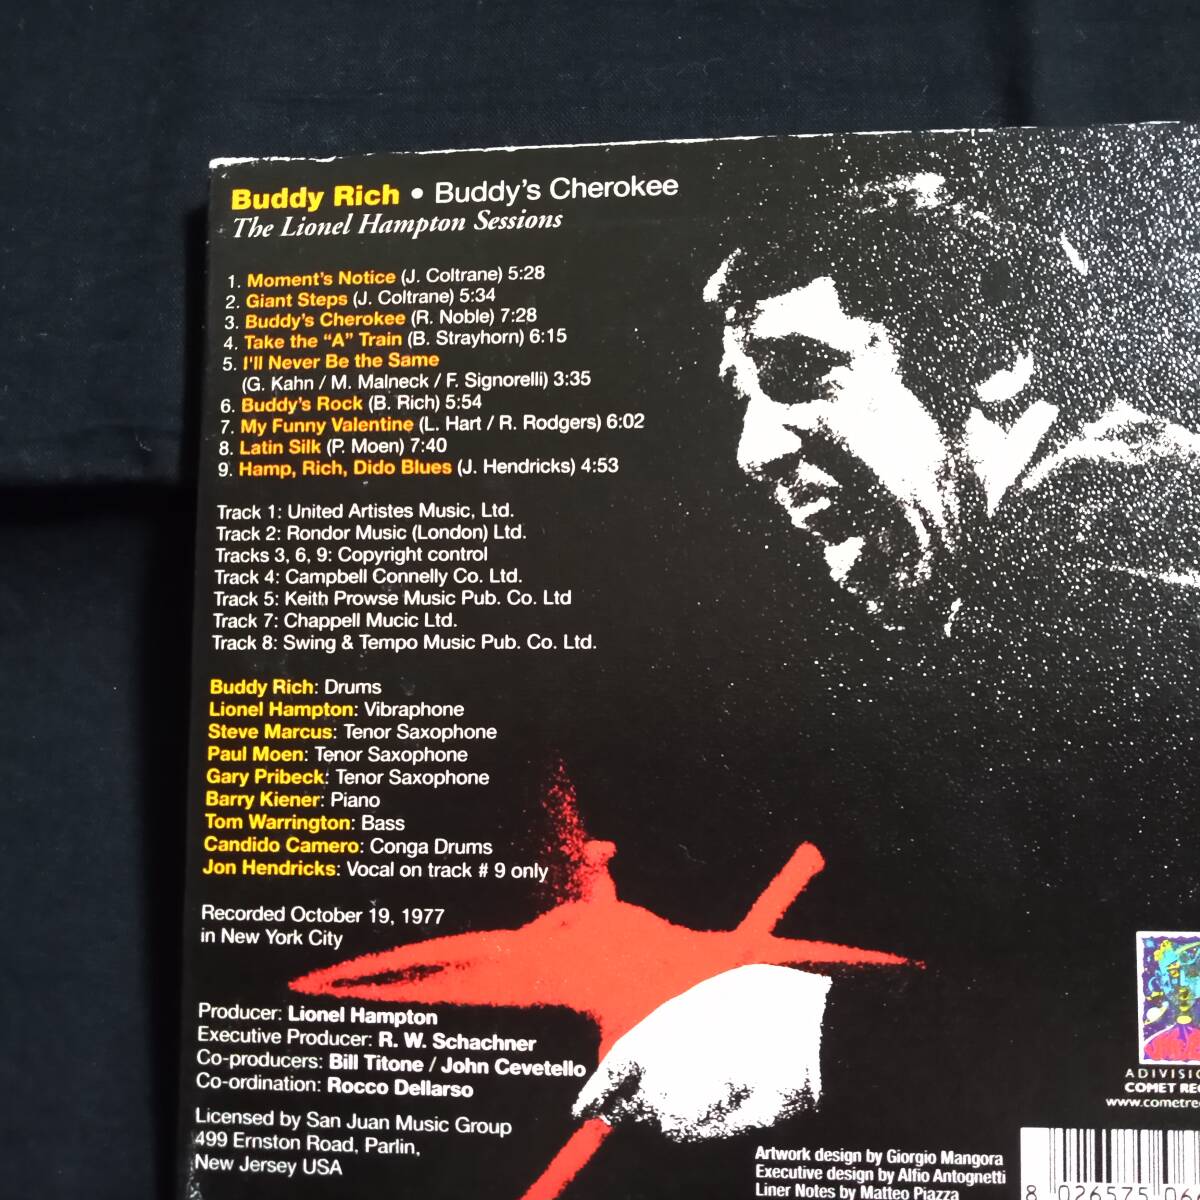 Buddy Rich • Buddy's Cherokee
The Lionel Hampton Sessions
1. Moment's Notice (J. Coltrane) 5:28
2. Giant Steps (J. Coltrane) 5:34
3. Buddy's Cherokee (R. Noble) 7:28
4. Take the “A” Train (B. Strayhorn) 6:15
5. I'll Never Be the Same
(G. Kahn / M. Malneck / F. Signorelli) 3:35
6. Buddy's Rock (B. Rich) 5:54
7. My Funny Valentine (L. Hart / R. Rodgers) 6:02
8. Latin Silk (P. Moen) 7:40
9. Hamp, Rich, Dido Blues (J. Hendricks) 4:53
Track 1: United Artistes Music, Ltd.
Track 2: Rondor Music (London) Ltd.
Tracks 3, 6, 9: Copyright control
Track 4: Campbell Connelly Co. Ltd.
Track 5: Keith Prowse Music Pub. Co. Ltd
Track 7: Chappell Mucic Ltd.
Track 8: Swing & Tempo Music Pub. Co. Ltd.
Buddy Rich: Drums
Lionel Hampton: Vibraphone
Steve Marcus: Tenor Saxophone
Paul Moen: Tenor Saxophone
Gary Pribeck: Tenor Saxophone
Barry Kiener: Piano
Tom Warrington: Bass
Candido Camero: Conga Drums
Jon Hendricks: Vocal on track # 9 only
Recorded October 19, 1977
in New York City
Producer: Lionel Hampton
Executive Producer: R. W. Schachner
Co-producers: Bill Titone / John Cevetello
Co-ordination: Rocco Dellarso
Licensed by San Juan Music Group
499 Ernston Road, Parlin,
New Jersey USA
A DIVISIO
COMET REC
www.cometrec
Artwork design by Giorgio Mangora
Executive design by Alfio Antognetti
Liner Notes by Matteo Piazza
8 026575 06